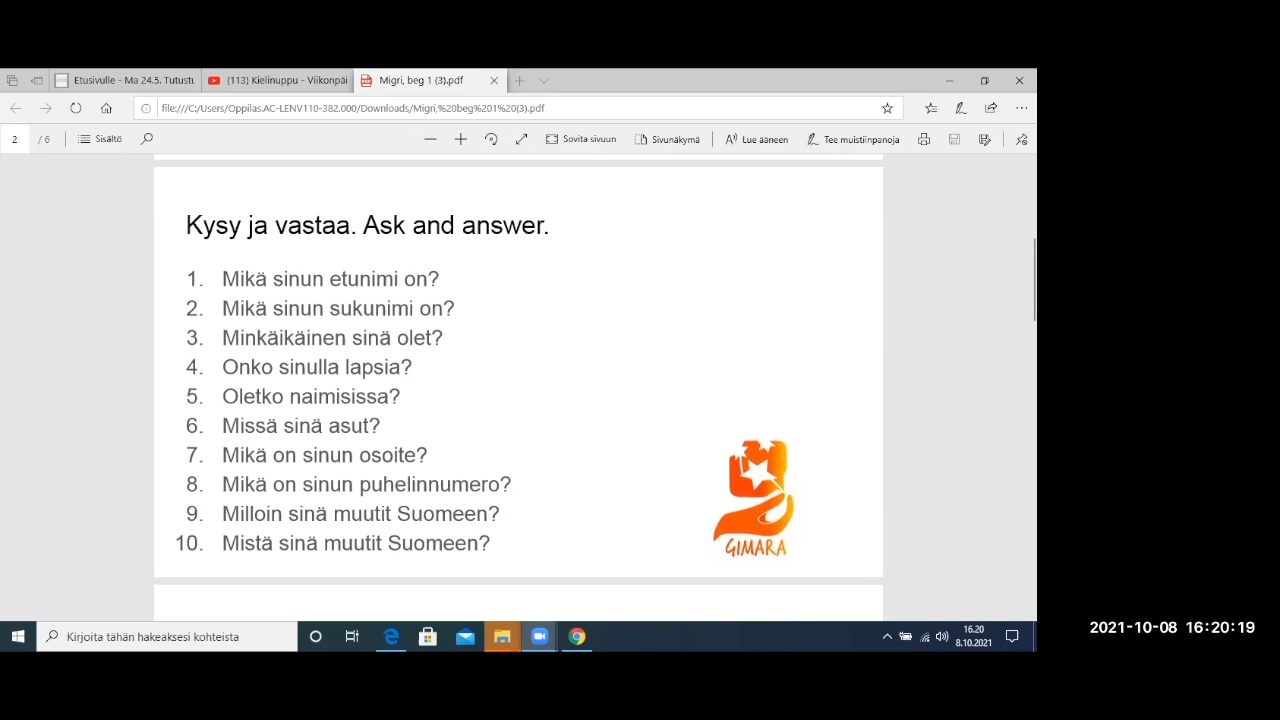 Etusivulle - Ma 24.5. Tutustu
(113) Kielinuppu - Viikonpäi
Migri, beg 1 (3).pdf
file:///C:/Users/Oppilas.AC-LENV110-382.000/Downloads/Migri,%20beg%201%20(3).pdf
2 / 6 Sisältö Sovita sivuun Sivunäkymä Lue ääneen Tee muistiinpanoja
Kysy ja vastaa. Ask and answer.
1. Mikä sinun etunimi on?
2. Mikä sinun sukunimi on?
3. Minkäikäinen sinä olet?
4. Onko sinulla lapsia?
5. Oletko naimisissa?
6. Missä sinä asut?
7. Mikä on sinun osoite?
8. Mikä on sinun puhelinnumero?
9. Milloin sinä muutit Suomeen?
10. Mistä sinä muutit Suomeen?
GIMARA
Kirjoita tähän hakeaksesi kohteista
16.20
8.10.2021
2021-10-08 16:20:19